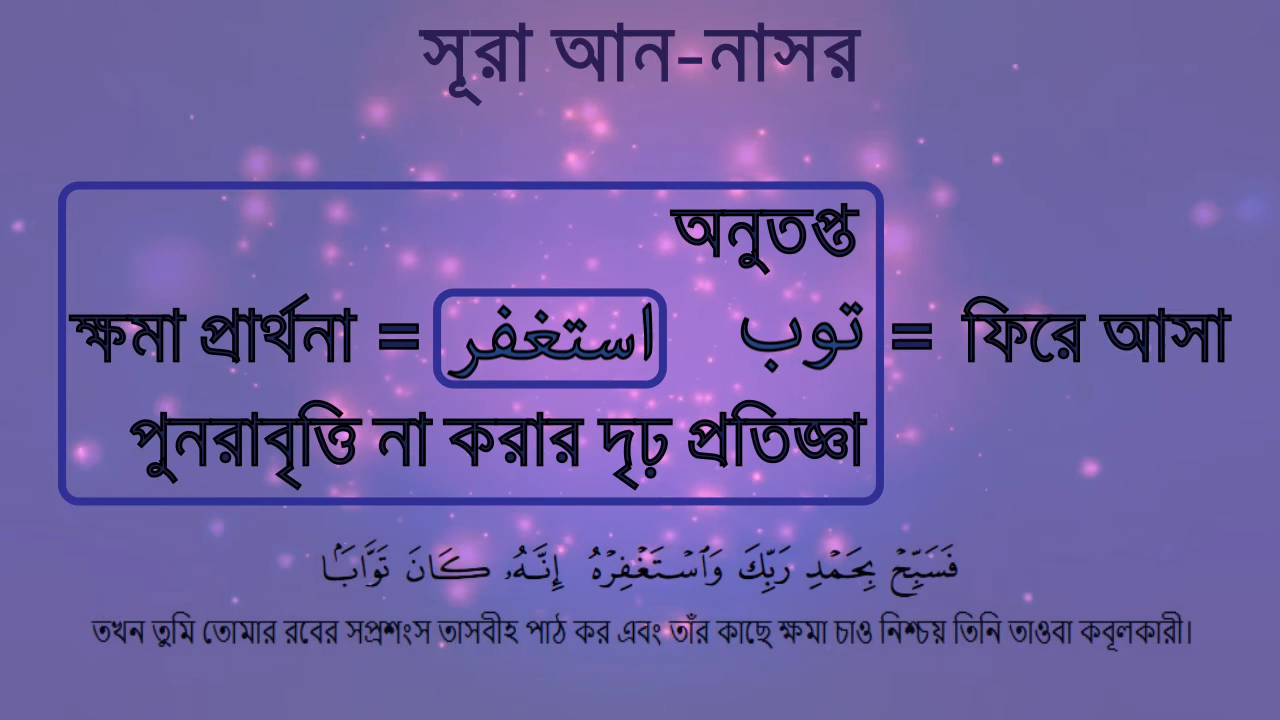 সূরা আন-নাসর
অনুতপ্ত
ক্ষমা প্রার্থনা = استغفر توب = ফিরে আসা
পুনরাবৃত্তি না করার দৃঢ় প্রতিজ্ঞা
فَسَبِّحْ بِحَمْدِ رَبِّكَ وَٱسْتَغْفِرْهُ إِنَّهُۥ كَانَ تَوَّابًۢا
তখন তুমি তোমার রবের সপ্রশংস তাসবীহ পাঠ কর এবং তাঁর কাছে ক্ষমা চাও নিশ্চয় তিনি তাওবা কবূলকারী।